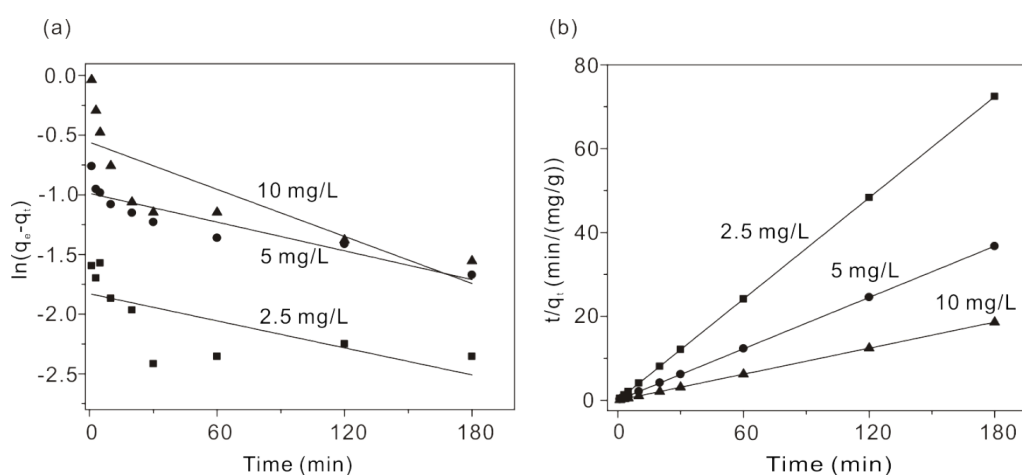 (a)
ln(qe-qt)
0.0
-0.5
-1.0
-1.5
-2.0
-2.5
10 mg/L
5 mg/L
2.5 mg/L
0 60 120 180
Time (min)
(b)
t/qt (min/(mg/g))
80
60
40
20
0
2.5 mg/L
5 mg/L
10 mg/L
0 60 120 180
Time (min)